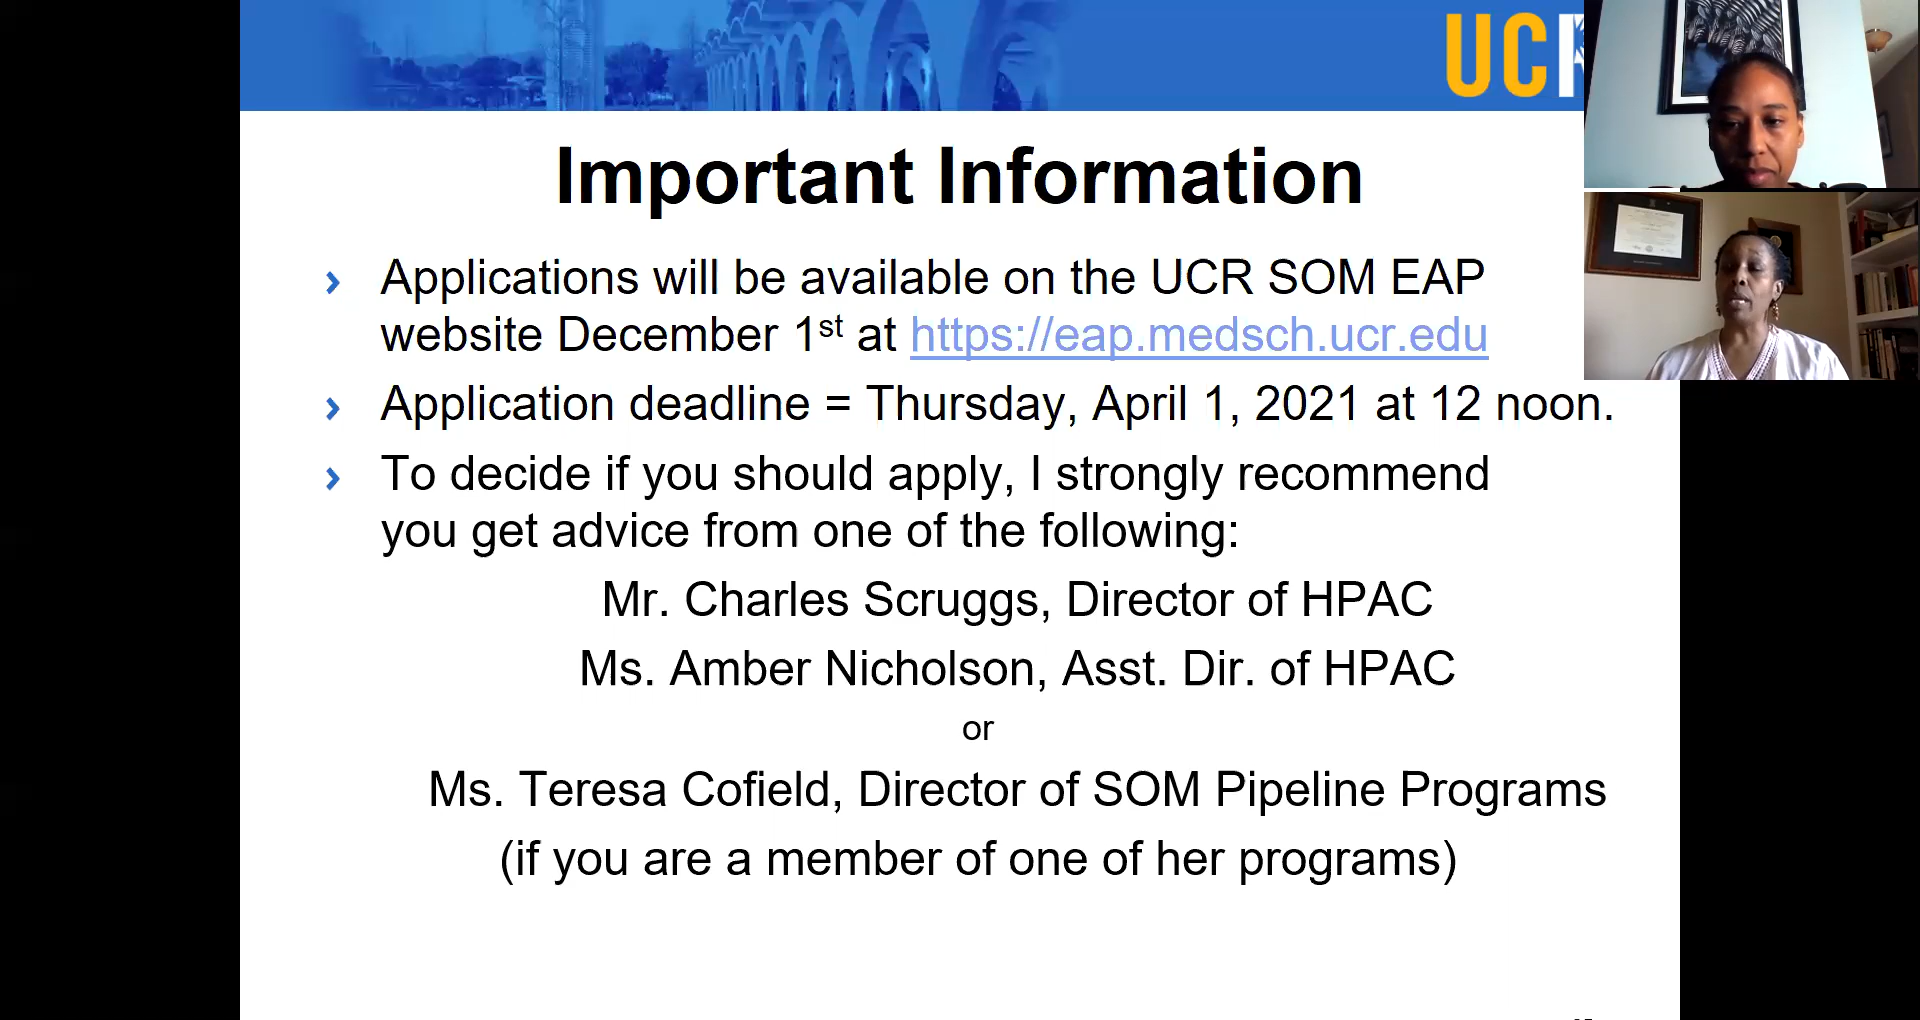 UC
Important Information
› Applications will be available on the UCR SOM EAP
website December 1st at https://eap.medsch.ucr.edu
› Application deadline = Thursday, April 1, 2021 at 12 noon.
› To decide if you should apply, I strongly recommend
you get advice from one of the following:
Mr. Charles Scruggs, Director of HPAC
Ms. Amber Nicholson, Asst. Dir. of HPAC
or
Ms. Teresa Cofield, Director of SOM Pipeline Programs
(if you are a member of one of her programs)